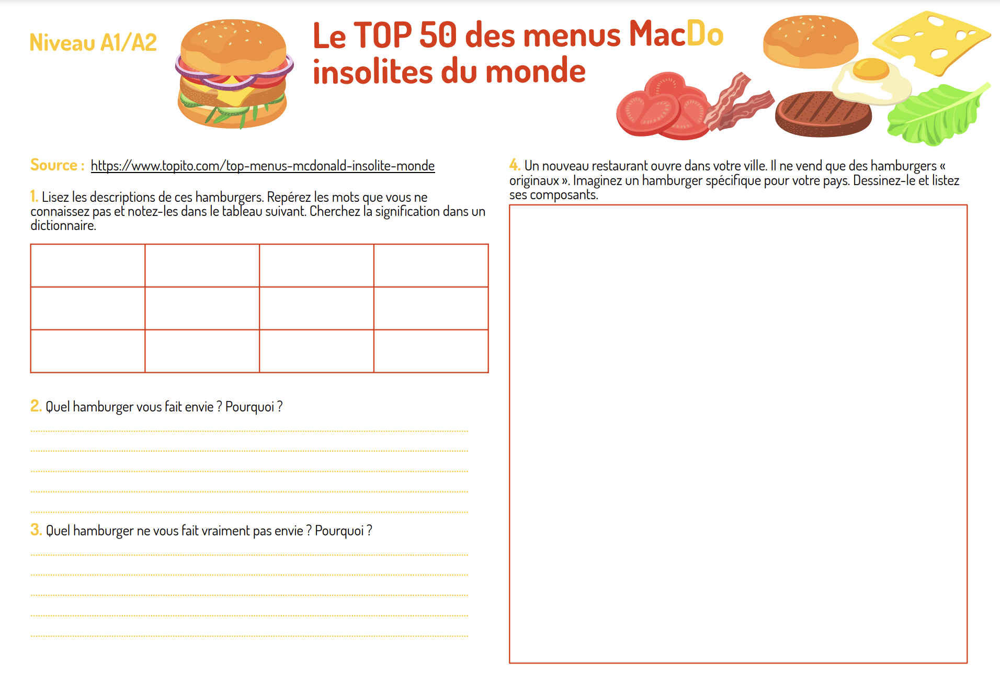 Niveau A1/A2
Le TOP 50 des menus MacDo
insolites du monde
Source : https://www.topito.com/top-menus-mcdonald-insolite-monde
1. Lisez les descriptions de ces hamburgers. Repérez les mots que vous ne
connaissez pas et notez-les dans le tableau suivant. Cherchez la signification dans un
dictionnaire.
2. Quel hamburger vous fait envie ? Pourquoi ?
3. Quel hamburger ne vous fait vraiment pas envie ? Pourquoi ?
4. Un nouveau restaurant ouvre dans votre ville. Il ne vend que des hamburgers «
originaux ». Imaginez un hamburger spécifique pour votre pays. Dessinez-le et listez
ses composants.